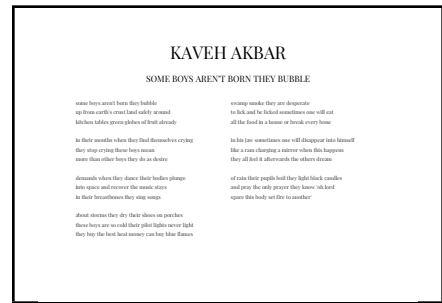 KAVEH AKBAR
SOME BOYS AREN'T BORN THEY BUBBLE
some boys aren't born they bubble
up from earth's crust land safely around
kitchen tables green globes of fruit already
in their mouths when they find themselves crying
they stop crying these boys moan
more than other boys they do as desire
demands when they dance their bodies plunge
into space and recover the music stays
in their breastbones they sing songs
about storms they dry their shoes on porches
these boys are so cold their pilot lights never light
they buy the best heat money can buy blue flames
swamp smoke they are desperate
to lick and be licked sometimes one will eat
all the food in a house or break every bone
in his jaw sometimes one will disappear into himself
like a ram charging a mirror when this happens
they all feel it afterwards the others dream
of rain their pupils boil they light black candles
and pray the only prayer they know 'oh lord
spare this body set fire to another'